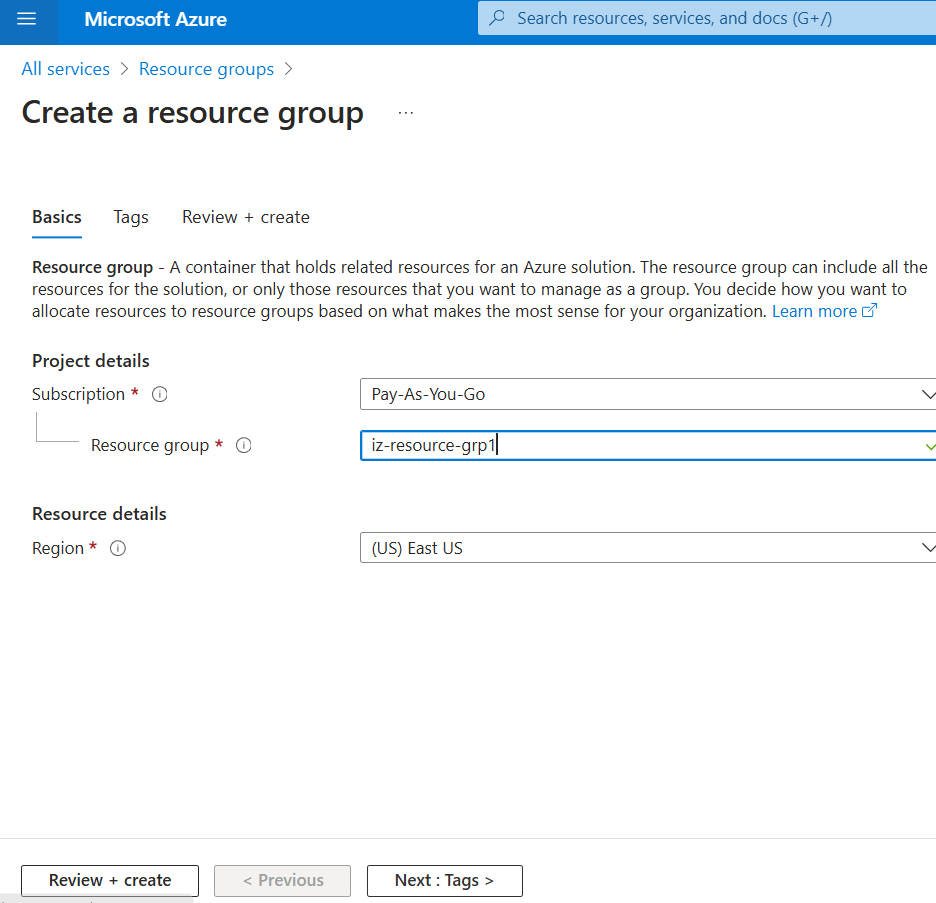 Microsoft Azure
Search resources, services, and docs (G+/)
All services > Resource groups >
Create a resource group ...
Basics Tags Review + create
Resource group - A container that holds related resources for an Azure solution. The resource group can include all the
resources for the solution, or only those resources that you want to manage as a group. You decide how you want to
allocate resources to resource groups based on what makes the most sense for your organization. Learn more
Project details
Subscription * Pay-As-You-Go
Resource group * iz-resource-grp1
Resource details
Region * (US) East US
Review + create
< Previous
Next : Tags >